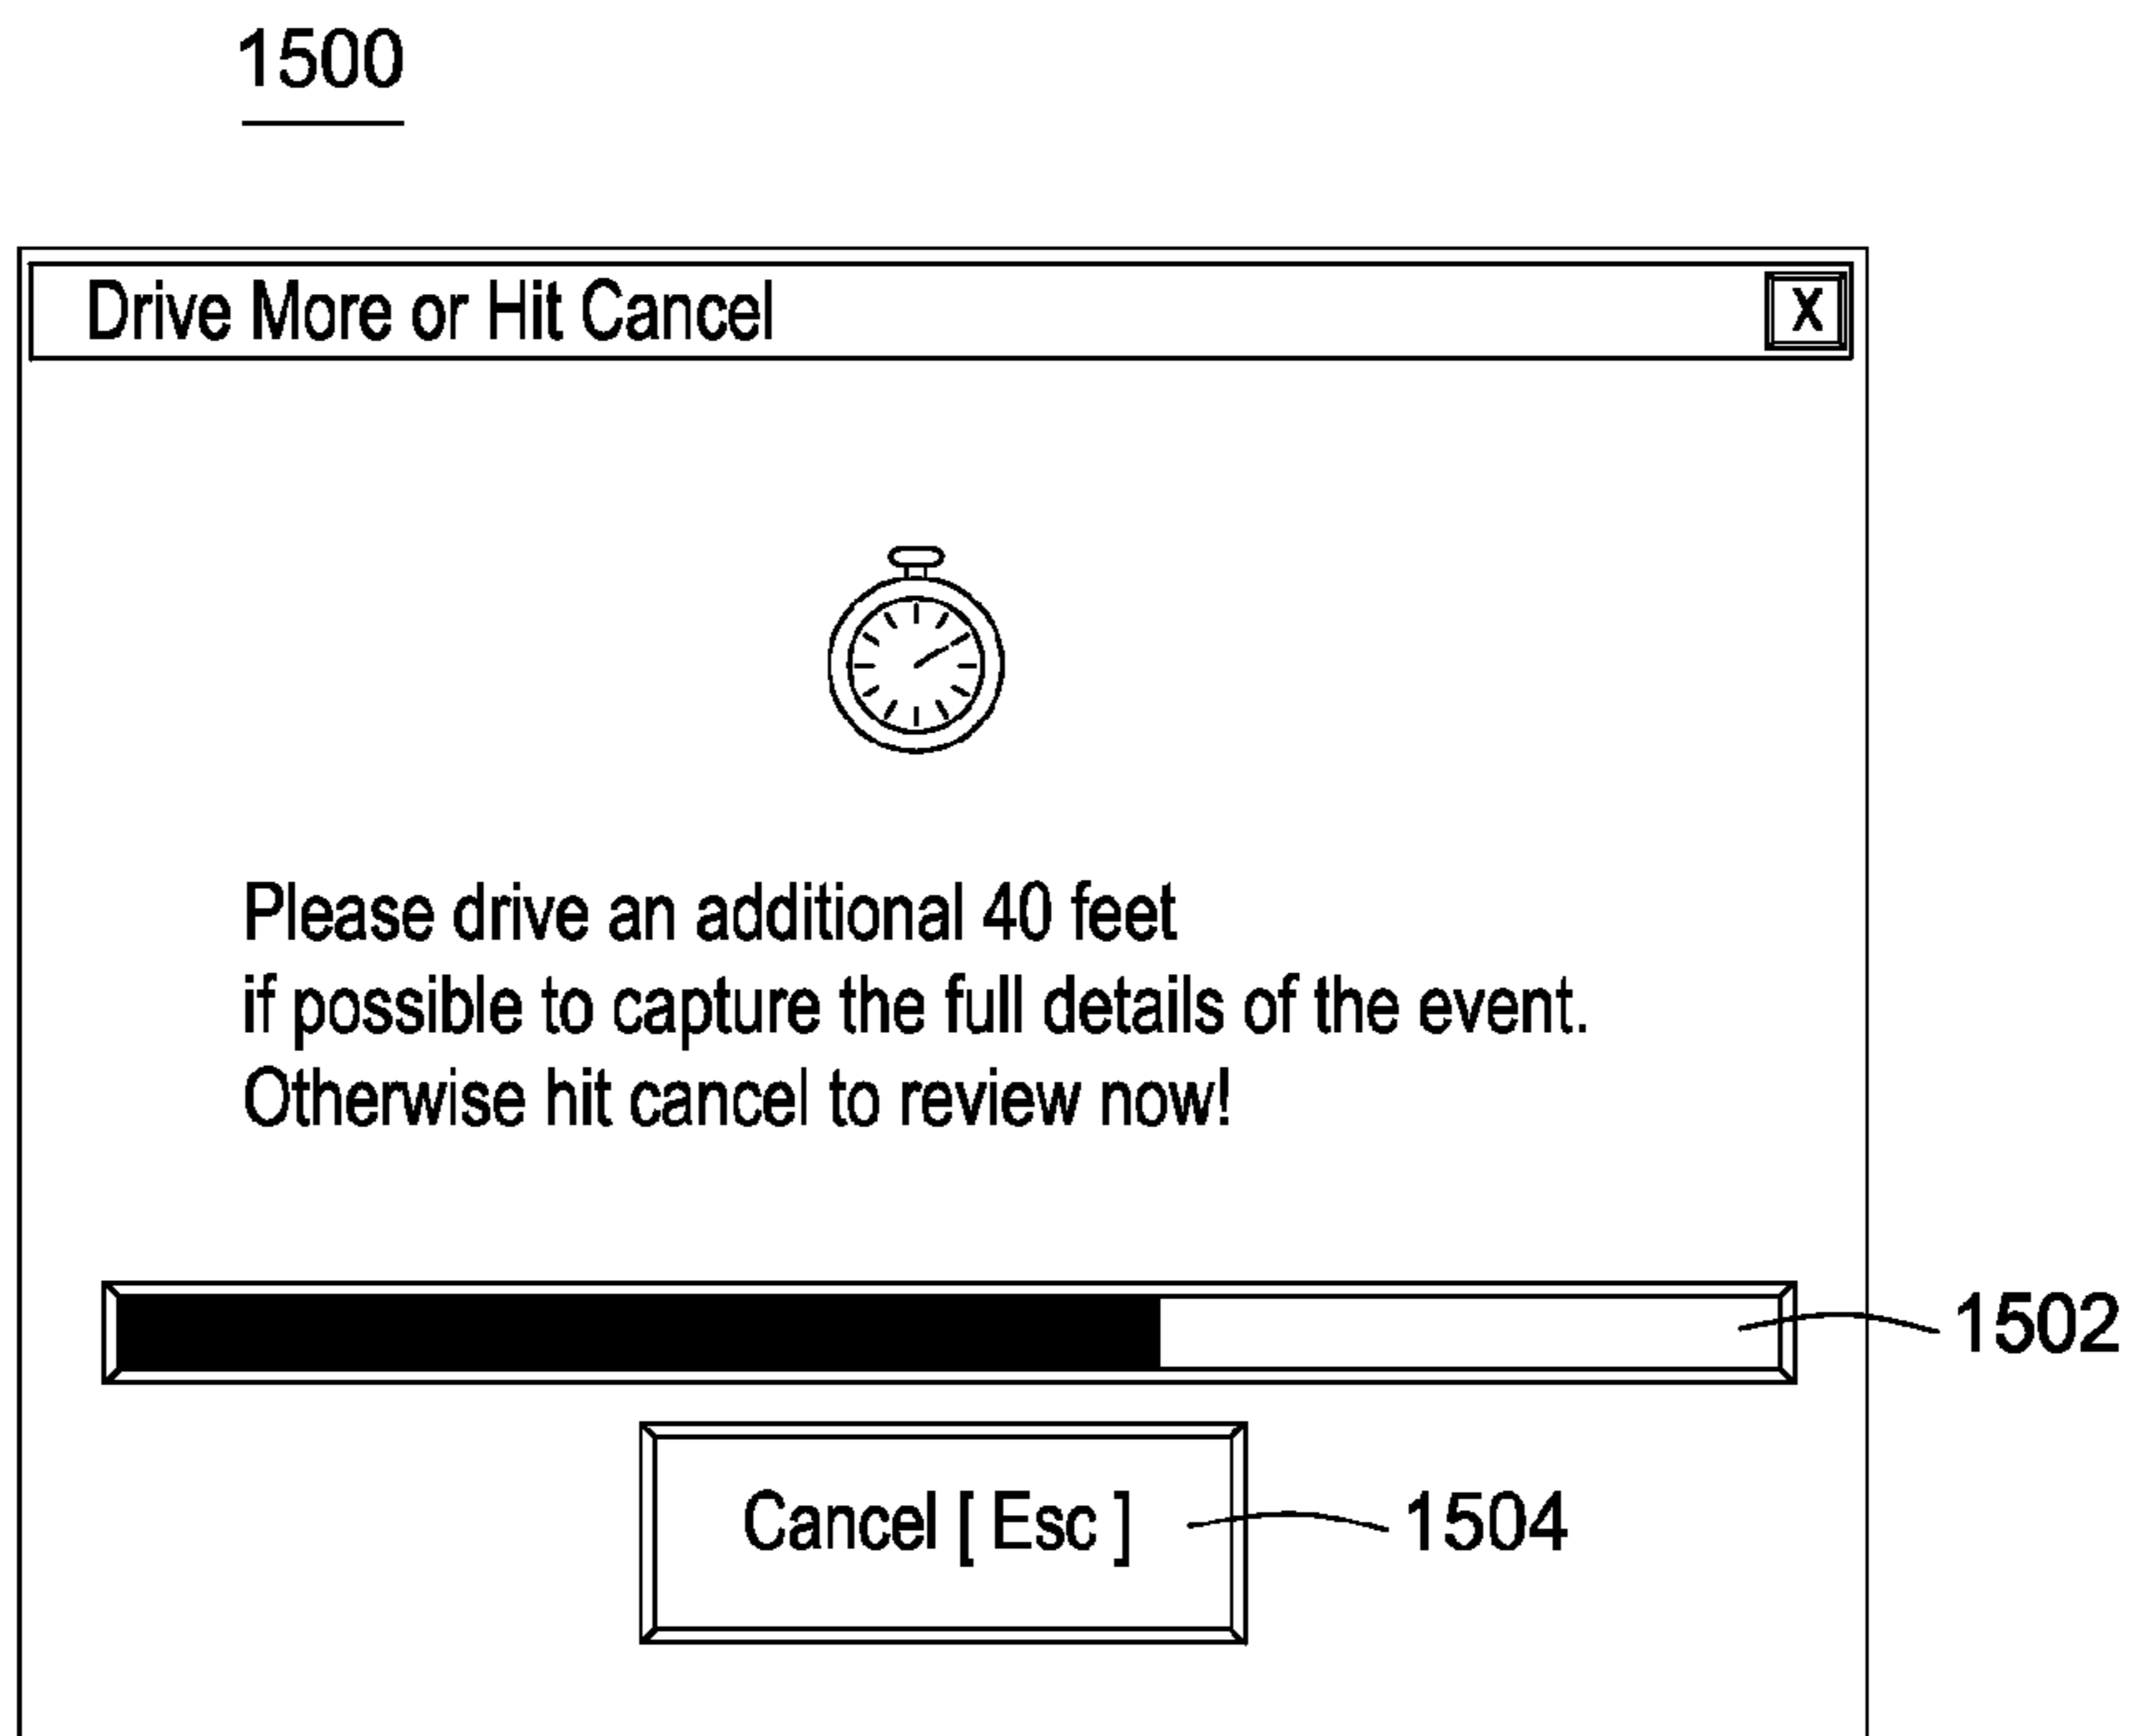 1500
Drive More or Hit Cancel
X
Please drive an additional 40 feet
if possible to capture the full details of the event.
Otherwise hit cancel to review now!
1502
Cancel [ Esc ]
1504